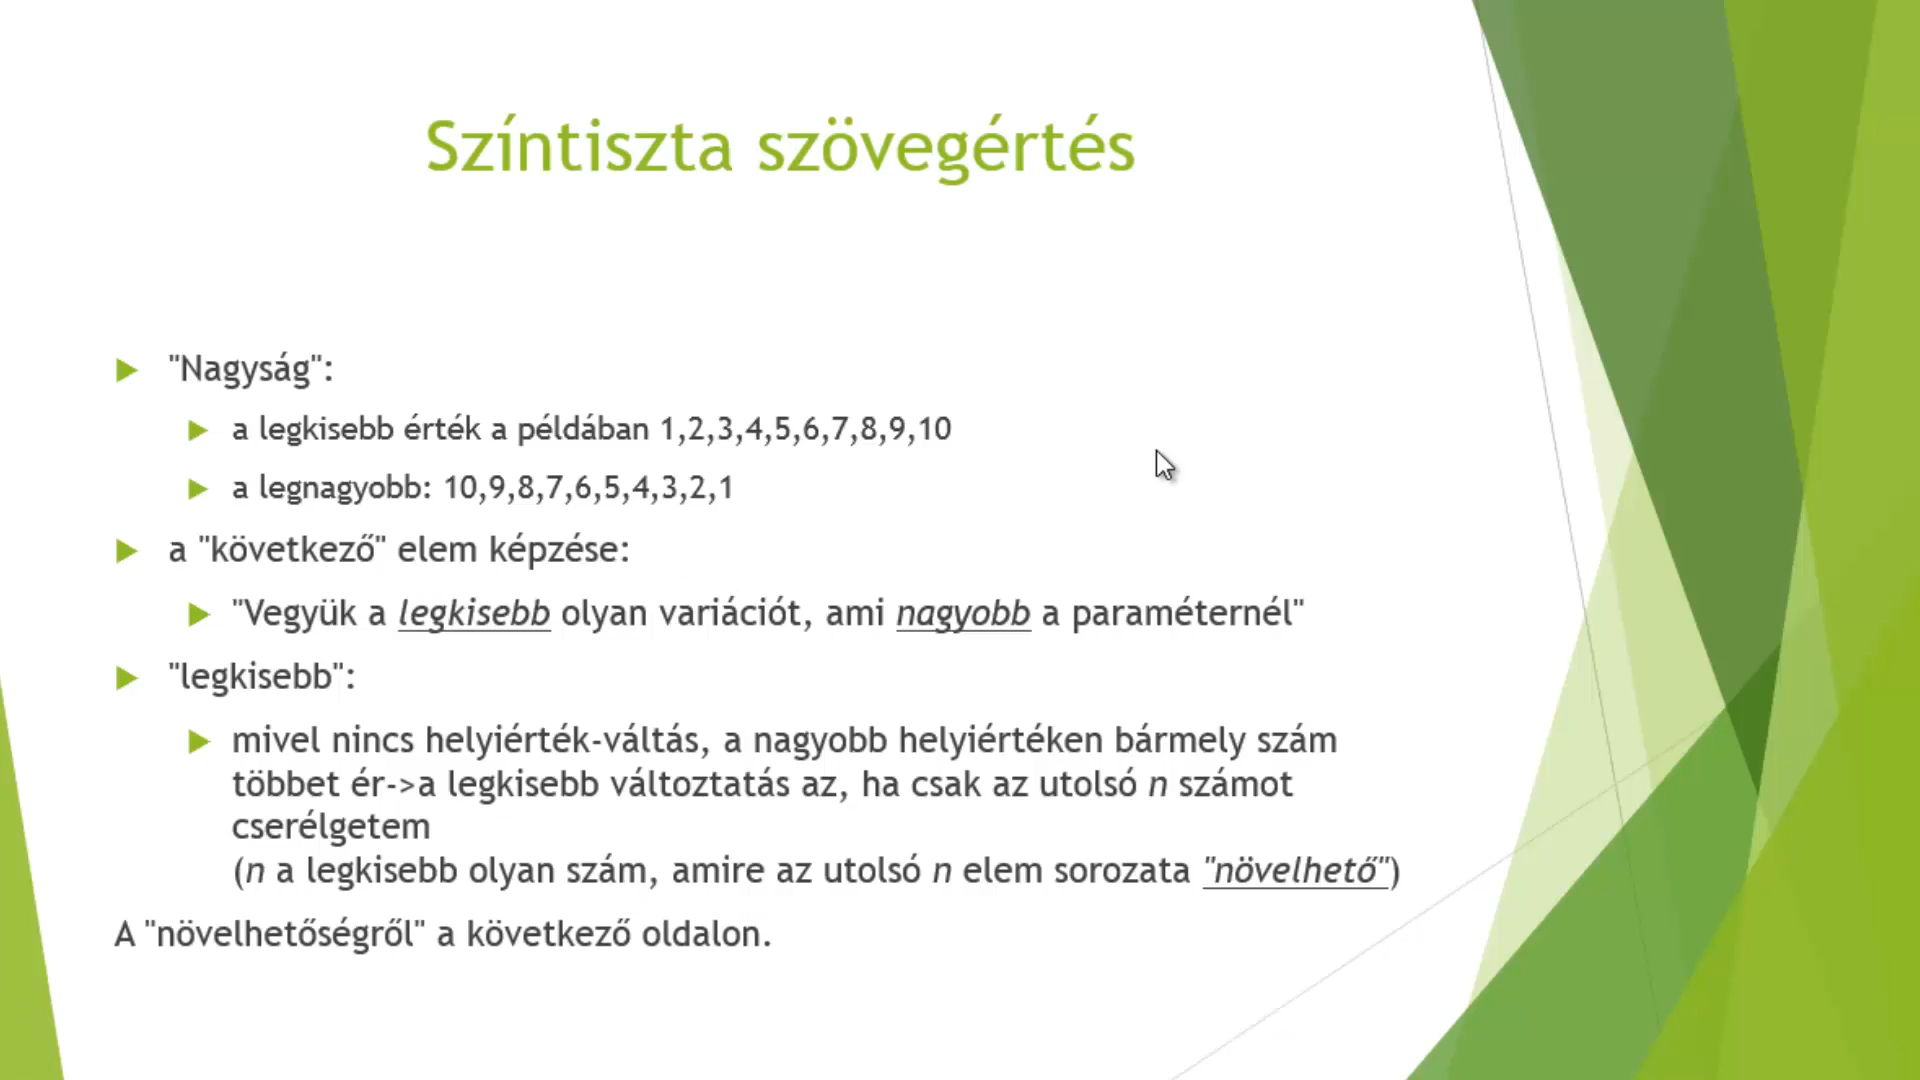 Színtiszta szövegértés
"Nagyság":
a legkisebb érték a példában 1,2,3,4,5,6,7,8,9,10
a legnagyobb: 10,9,8,7,6,5,4,3,2,1
a "következő" elem képzése:
"Vegyük a legkisebb olyan variációt, ami nagyobb a paraméternél"
"legkisebb":
mivel nincs helyiérték-váltás, a nagyobb helyiértéken bármely szám
többet ér->a legkisebb változtatás az, ha csak az utolsó n számot
cserélgetem
(n a legkisebb olyan szám, amire az utolsó n elem sorozata "növelhető")
A "növelhetőségről" a következő oldalon.